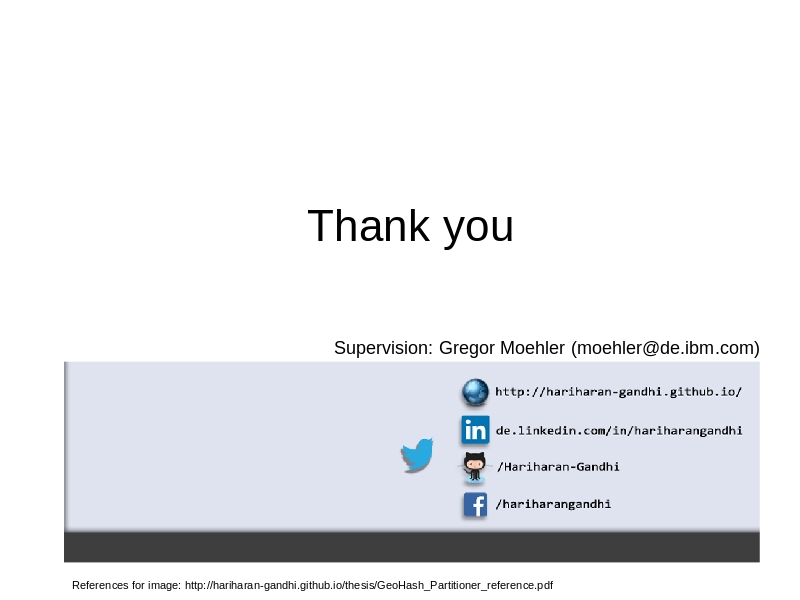 Thank you
Supervision: Gregor Moehler (moehler@de.ibm.com)
http://hariharan-gandhi.github.io/
in de.linkedin.com/in/hariharangandhi
/Hariharan-Gandhi
f /hariharangandhi
References for image: http://hariharan-gandhi.github.io/thesis/GeoHash_Partitioner_reference.pdf